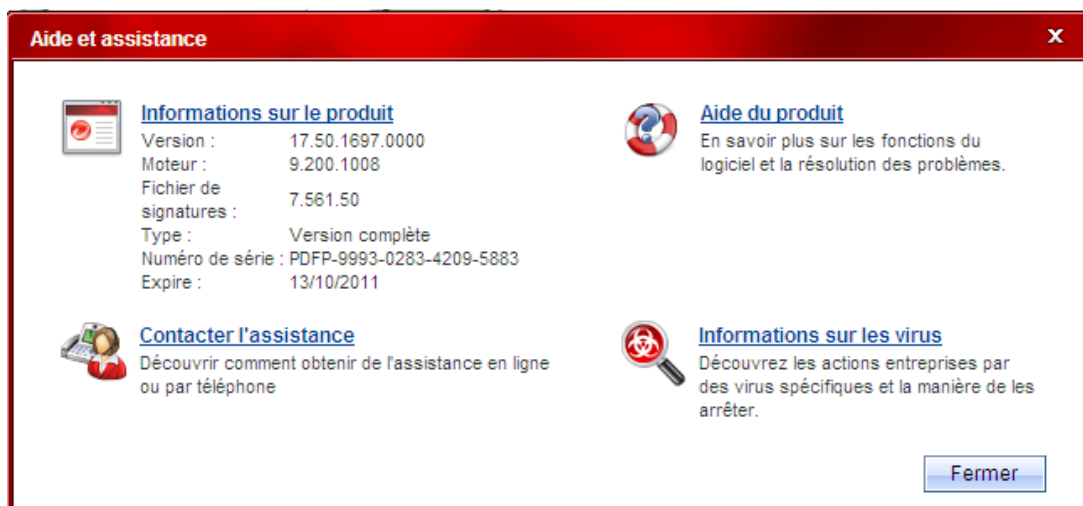 Aide et assistance
x
Informations sur le produit
Version : 17.50.1697.0000
Moteur : 9.200.1008
Fichier de
signatures : 7.561.50
Type : Version complète
Numéro de série : PDFP-9993-0283-4209-5883
Expire : 13/10/2011
Aide du produit
En savoir plus sur les fonctions du
logiciel et la résolution des problèmes.
Contacter l'assistance
Découvrir comment obtenir de l'assistance en ligne
ou par téléphone
Informations sur les virus
Découvrez les actions entreprises par
des virus spécifiques et la manière de les
arrêter.
Fermer